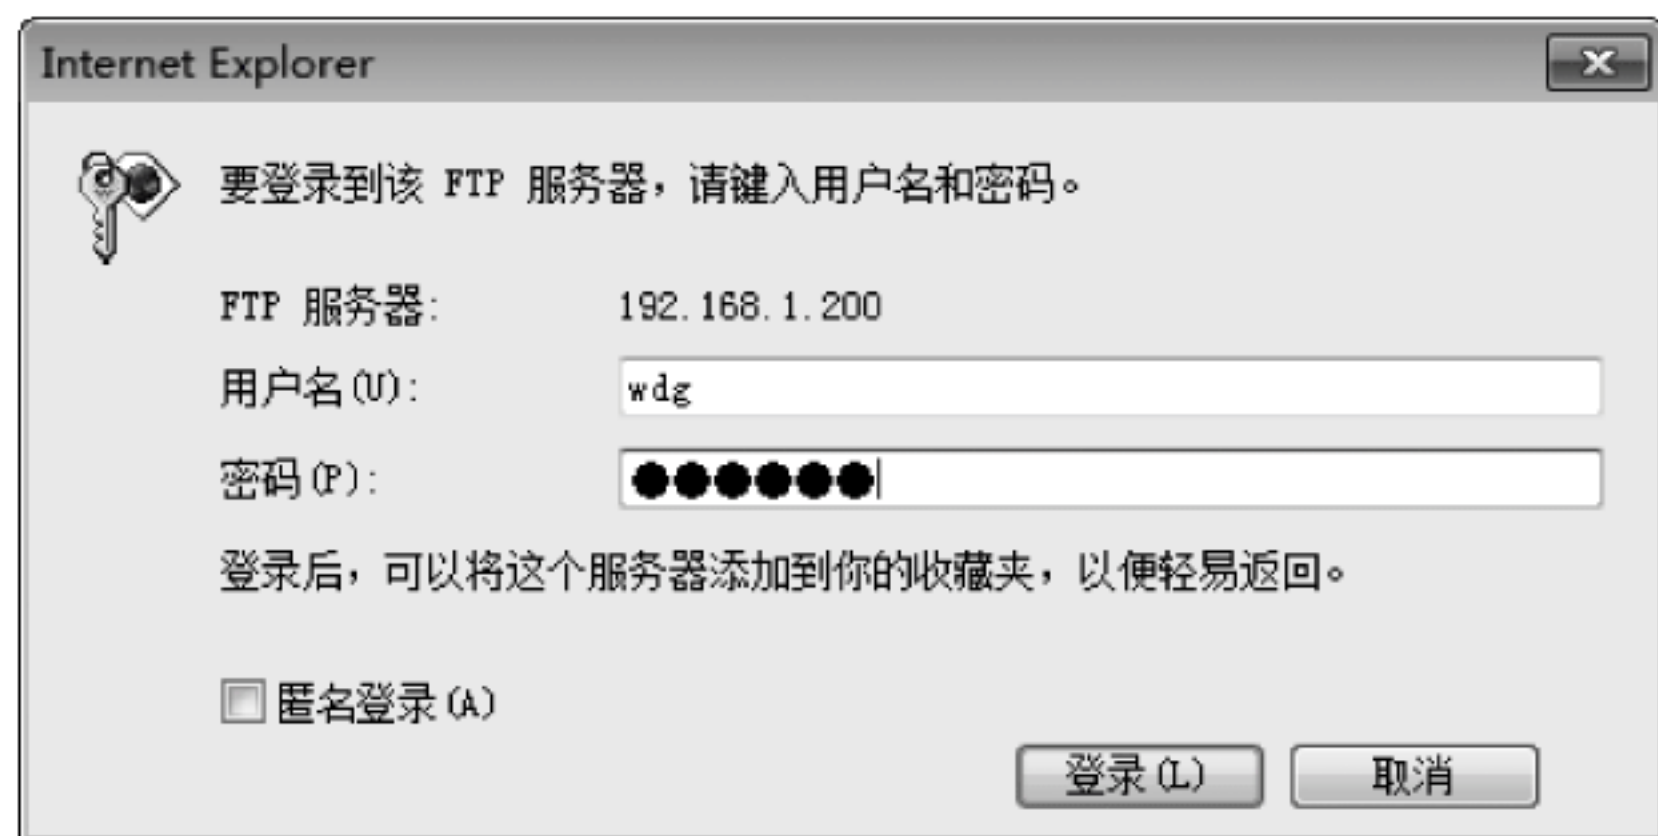 Internet Explorer
要登录到该 FTP 服务器，请键入用户名和密码。
FTP 服务器: 192.168.1.200
用户名(U): wdg
密码(P): ●●●●●●
登录后，可以将这个服务器添加到你的收藏夹，以便轻易返回。
匿名登录(A)
登录(L) 取消